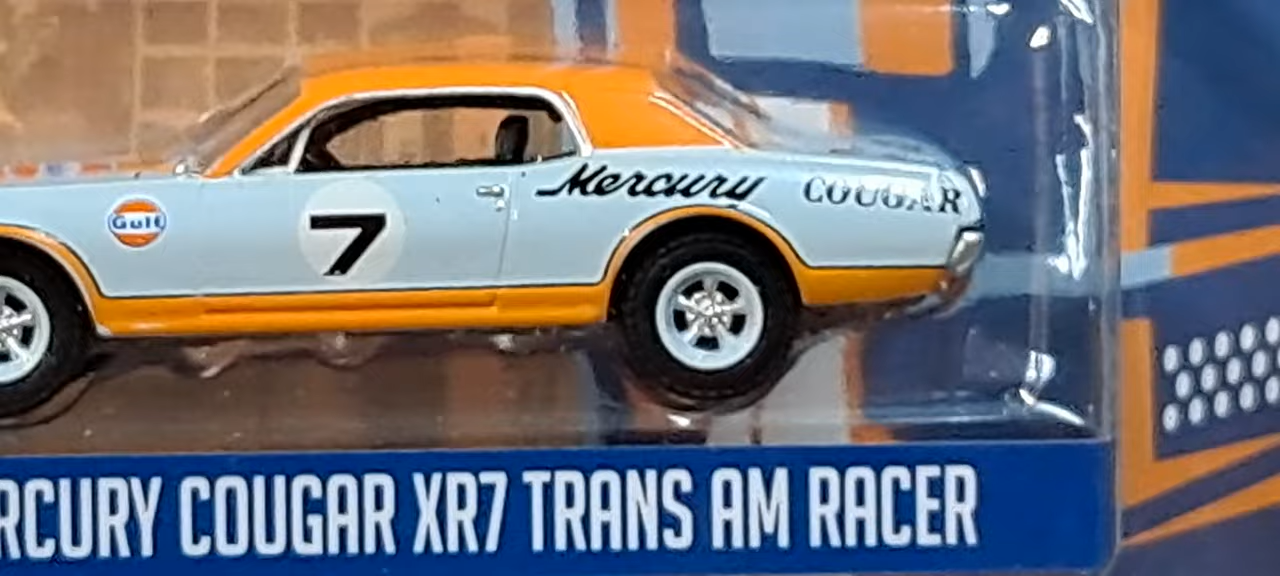 Gulf
7
Mercury
COUGAR
RCURY COUGAR XR7 TRANS AM RACER